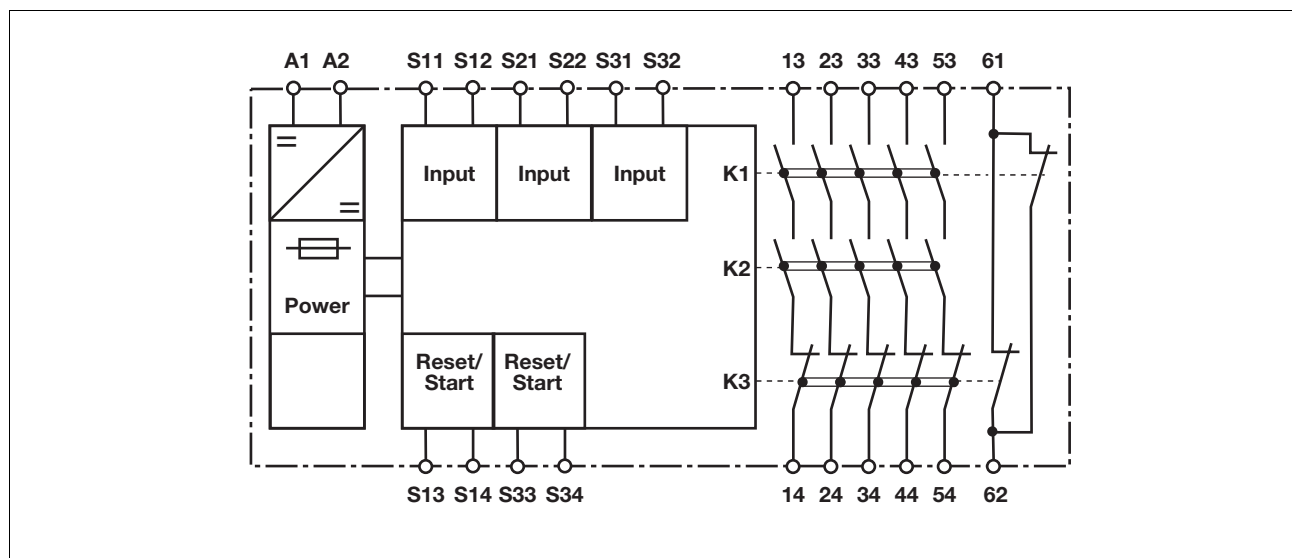 A1 A2 S11 S12 S21 S22 S31 S32 13 23 33 43 53 61
Input Input Input
K1
K2
Power
Reset/ Reset/
Start Start
K3
S13 S14 S33 S34 14 24 34 44 54 62